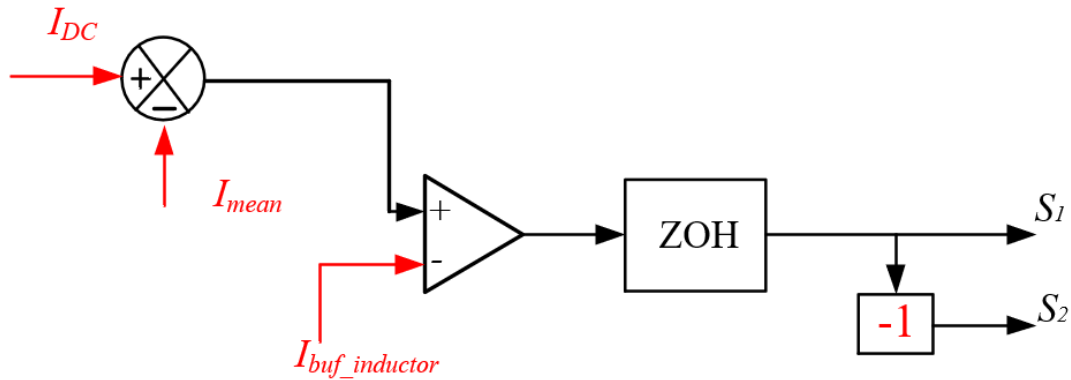 I_DC
+
−
I_mean
+
-
ZOH
S_1
I_buf_inductor
-1
S_2